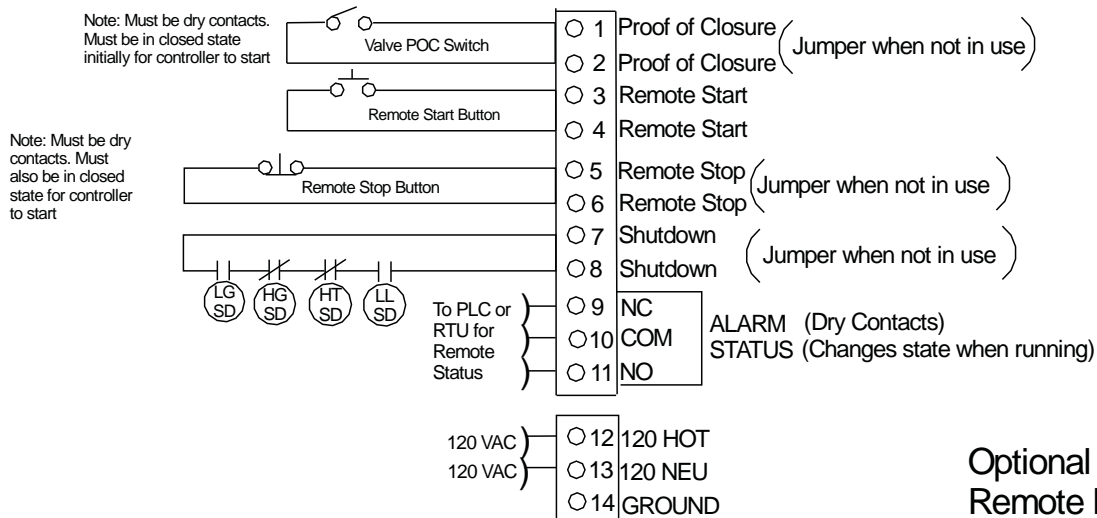 Note: Must be dry contacts.
Must be in closed state
initially for controller to start
Valve POC Switch
1 Proof of Closure
2 Proof of Closure
(Jumper when not in use)
Remote Start Button
3 Remote Start
4 Remote Start
Note: Must be dry
contacts. Must
also be in closed
state for controller
to start
Remote Stop Button
5 Remote Stop
6 Remote Stop
(Jumper when not in use)
7 Shutdown
8 Shutdown
(Jumper when not in use)
LG
SD
HG
SD
HT
SD
LL
SD
To PLC or
RTU for
Remote
Status
9 NC
10 COM
11 NO
ALARM (Dry Contacts)
STATUS (Changes state when running)
120 VAC
120 VAC
12 120 HOT
13 120 NEU
14 GROUND
Optional
Remote